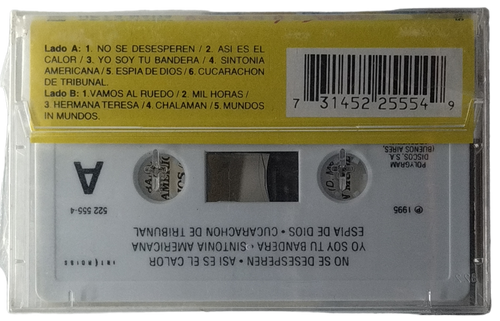 Lado A: 1. NO SE DESESPEREN / 2. ASI ES EL
CALOR / 3. YO SOY TU BANDERA / 4. SINTONIA
AMERICANA / 5. ESPIA DE DIOS / 6. CUCARACHON
DE TRIBUNAL.
Lado B: 1.VAMOS AL RUEDO / 2. MIL HORAS /
3. HERMANA TERESA / 4. CHALAMAN / 5. MUNDOS
IN MUNDOS.
7 31452 25554 9
NO SE DESESPEREN • ASI ES EL CALOR
YO SOY TU BANDERA • SINTONIA AMERICANA
ESPIA DE DIOS • CUCARACHON DE TRIBUNAL
℗ 1995
POLYGRAM
DISCOS, S.A.
(BUENOS AIRES)
A
522 555-4